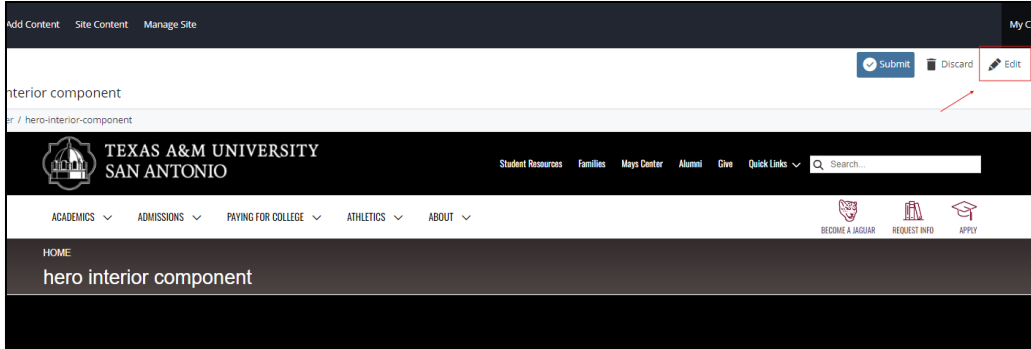 Add Content Site Content Manage Site
Submit Discard Edit
nterior component
er / hero-interior-component
TEXAS A&M UNIVERSITY
SAN ANTONIO
Student Resources Families Mays Center Alumni Give Quick Links Search...
ACADEMICS ADMISSIONS PAYING FOR COLLEGE ATHLETICS ABOUT
BECOME A JAGUAR REQUEST INFO APPLY
HOME
hero interior component